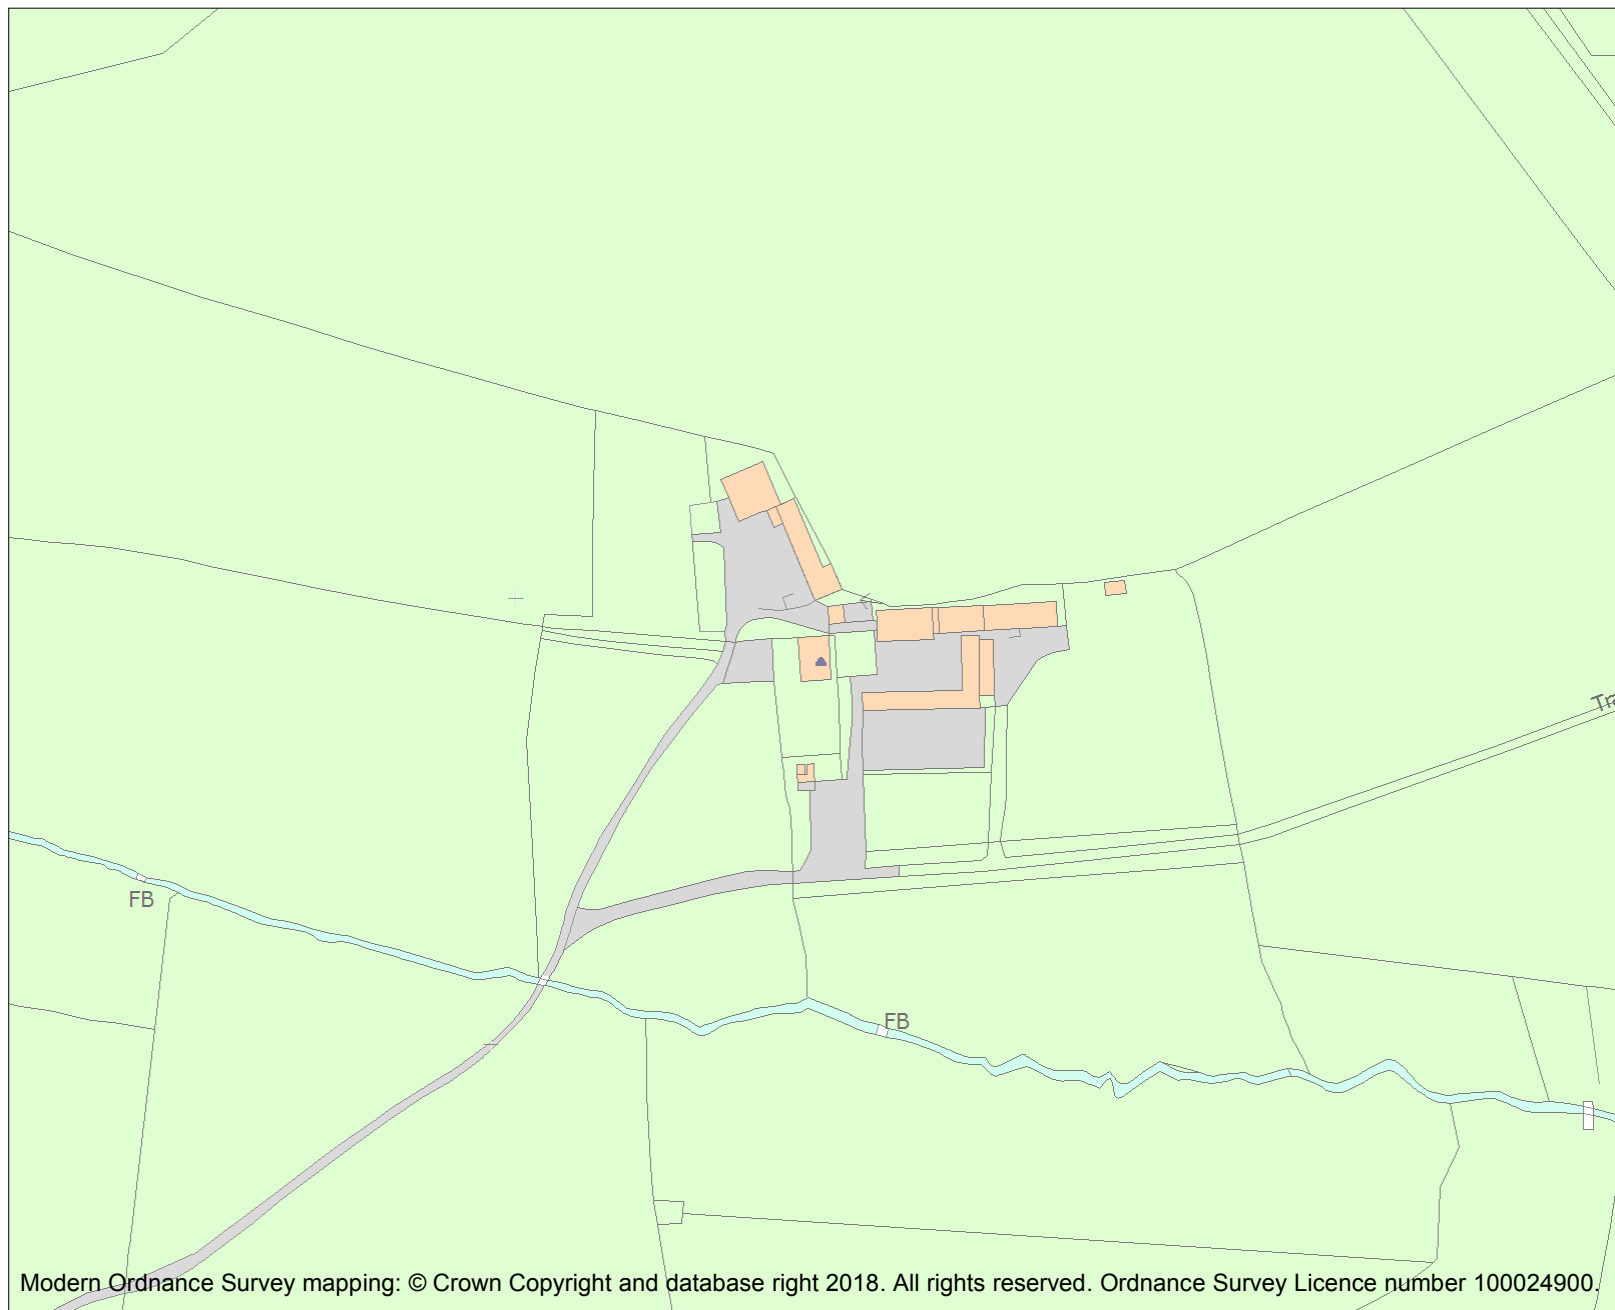 Tra
FB
FB
Modern Ordnance Survey mapping: © Crown Copyright and database right 2018. All rights reserved. Ordnance Survey Licence number 100024900.